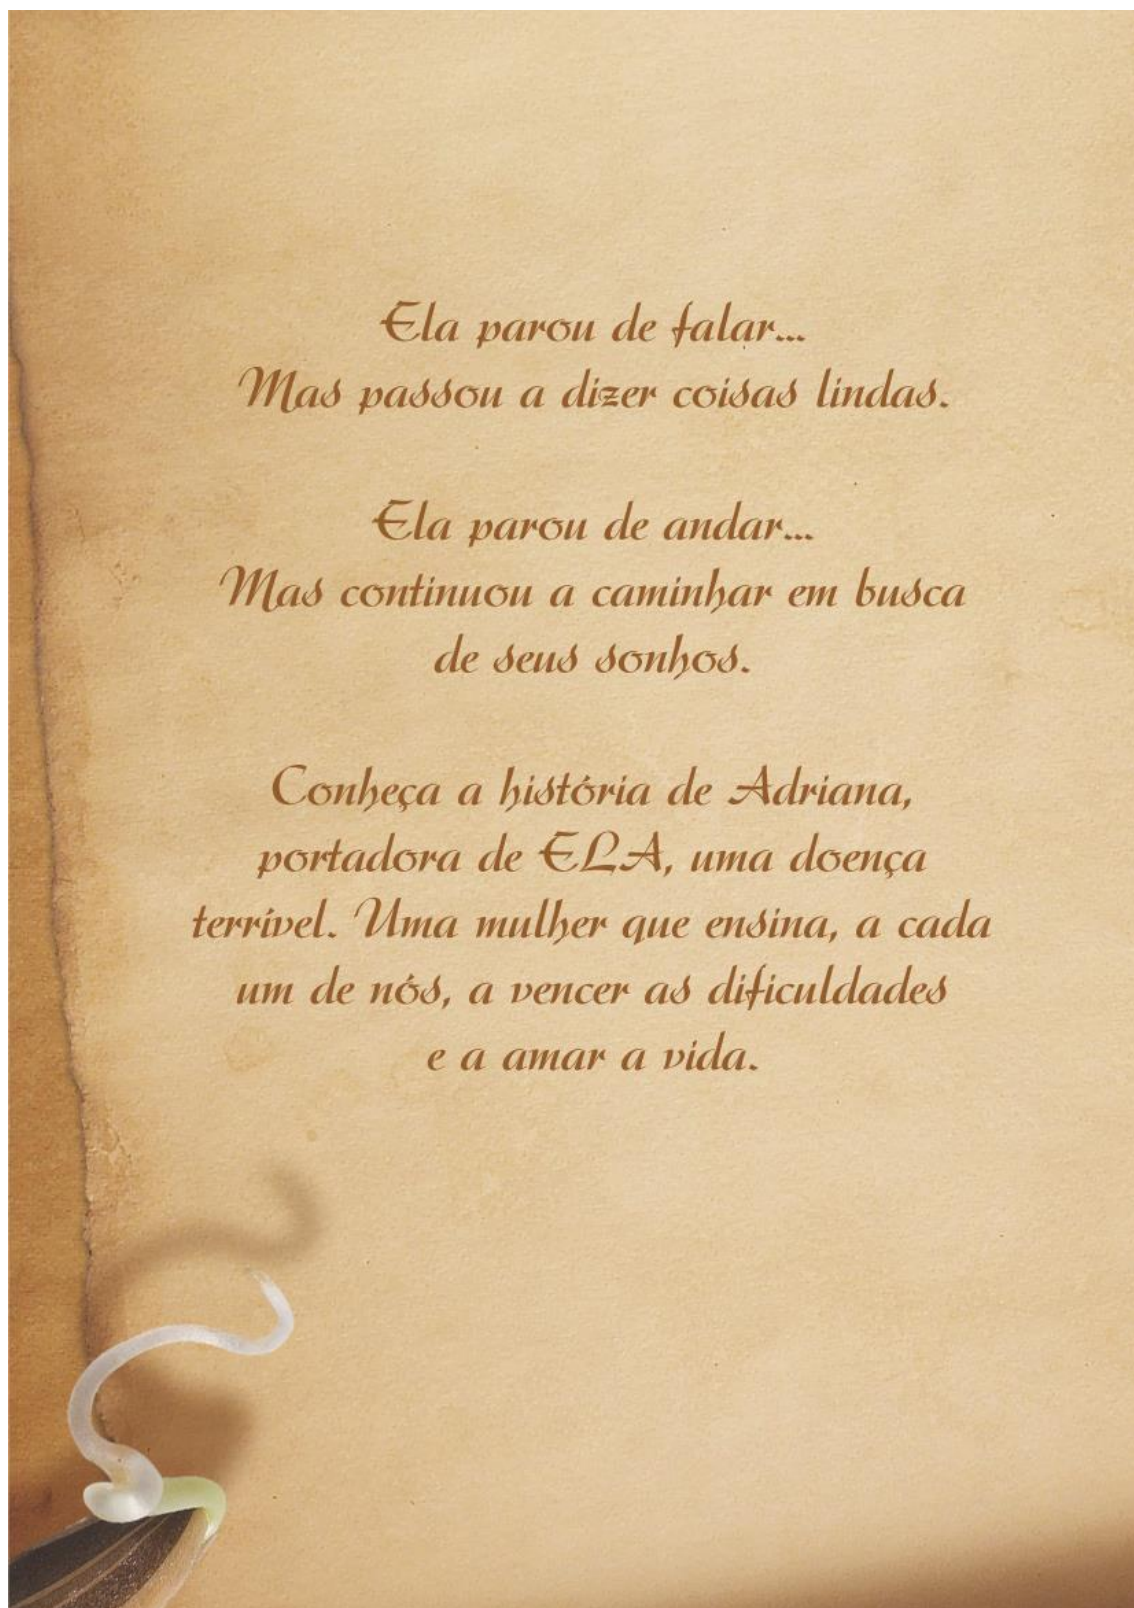 Ela parou de falar...
Mas passou a dizer coisas lindas.
Ela parou de andar...
Mas continuou a caminhar em busca
de seus sonhos.
Conheça a história de Adriana,
portadora de ELA, uma doença
terrível. Uma mulher que ensina, a cada
um de nós, a vencer as dificuldades
e a amar a vida.